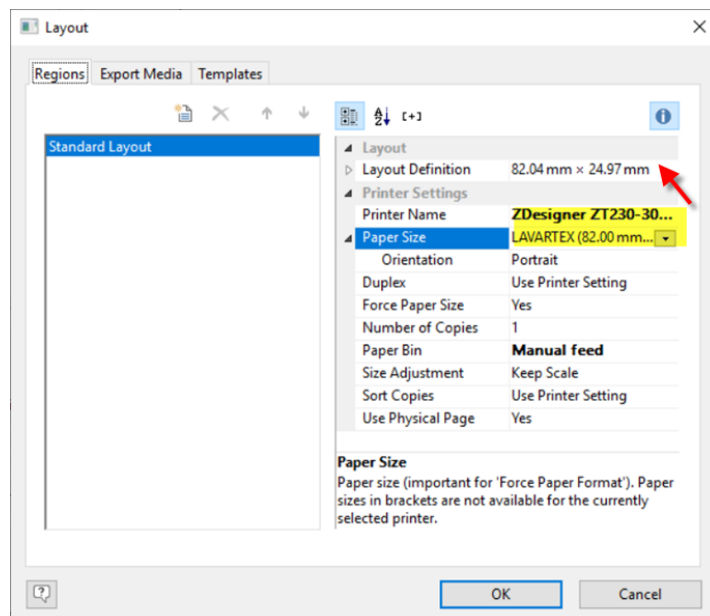 Layout
Regions Export Media Templates
Standard Layout
Layout
Layout Definition 82.04 mm × 24.97 mm
Printer Settings
Printer Name ZDesigner ZT230-30...
Paper Size LAVARTEX (82.00 mm...
Orientation Portrait
Duplex Use Printer Setting
Force Paper Size Yes
Number of Copies 1
Paper Bin Manual feed
Size Adjustment Keep Scale
Sort Copies Use Printer Setting
Use Physical Page Yes
Paper Size
Paper size (important for 'Force Paper Format'). Paper
sizes in brackets are not available for the currently
selected printer.
OK Cancel